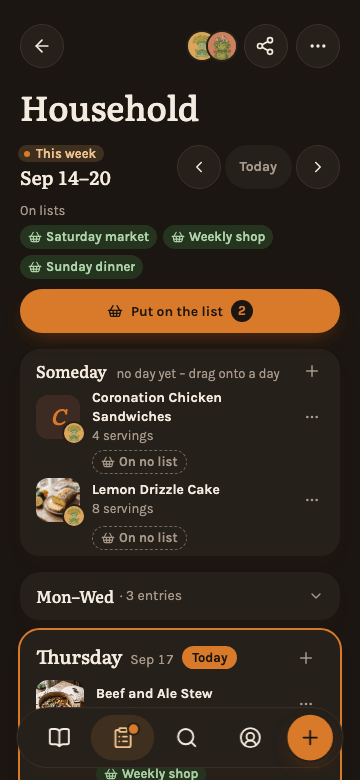 Household
This week
Sep 14–20
Today
On lists
Saturday market
Weekly shop
Sunday dinner
Put on the list 2
Someday no day yet – drag onto a day
C
Coronation Chicken
Sandwiches
4 servings
On no list
Lemon Drizzle Cake
8 servings
On no list
Mon–Wed · 3 entries
Thursday Sep 17 Today
Beef and Ale Stew
Weekly shop